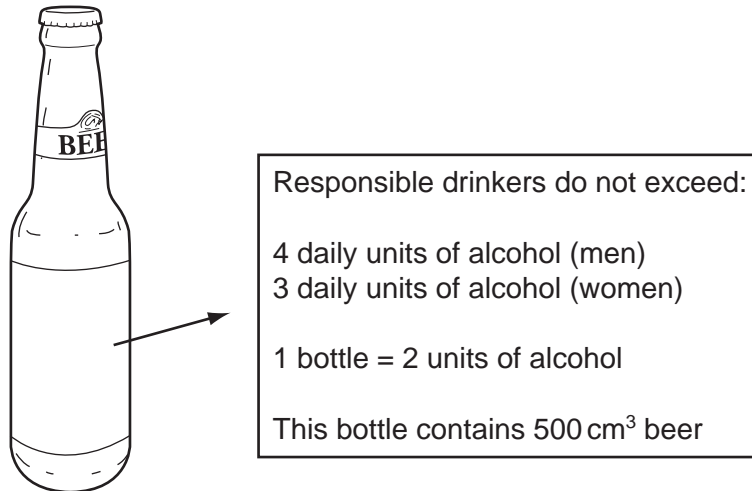 BEE
Responsible drinkers do not exceed:
4 daily units of alcohol (men)
3 daily units of alcohol (women)
1 bottle = 2 units of alcohol
This bottle contains 500 cm³ beer